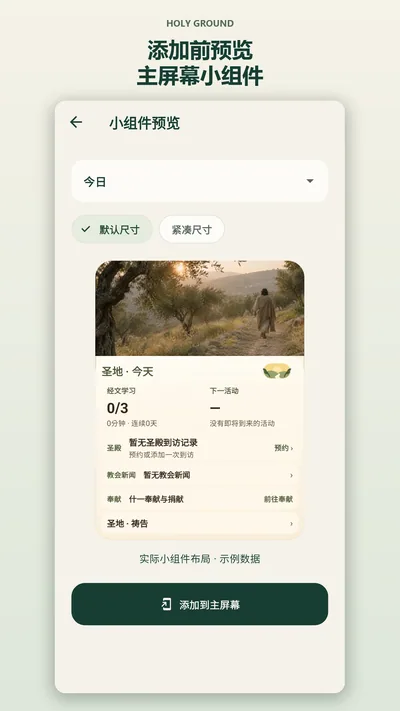 HOLY GROUND
添加前预览
主屏幕小组件
小组件预览
今日
默认尺寸
紧凑尺寸
圣地 · 今天
经文学习
下一活动
0/3
—
0分钟 · 连续0天
没有即将到来的活动
圣殿
暂无圣殿到访记录
预约或添加一次到访
预约 ›
教会新闻
暂无教会新闻
›
奉献
什一奉献与捐献
前往奉献
圣地 · 祷告
›
实际小组件布局 · 示例数据
添加到主屏幕